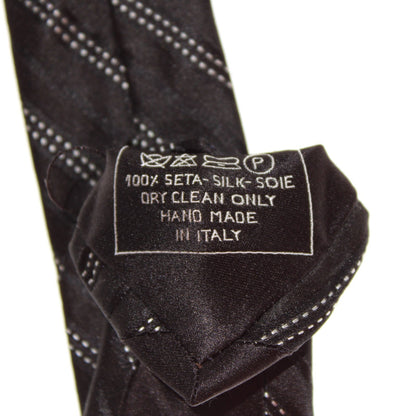 P
100% SETA-SILK-SOIE
DRY CLEAN ONLY
HAND MADE
IN ITALY